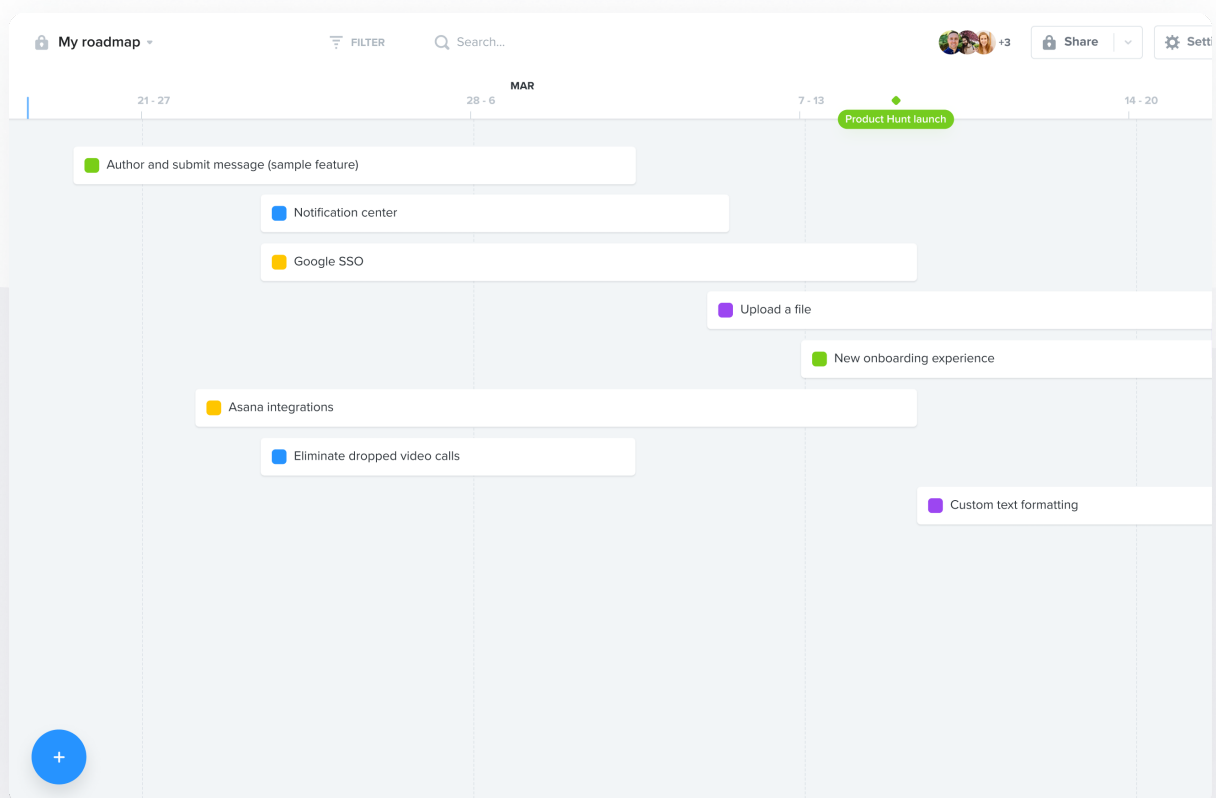 My roadmap
FILTER
Search...
+3
Share
Setti
MAR
21 - 27
28 - 6
7 - 13
14 - 20
Product Hunt launch
Author and submit message (sample feature)
Notification center
Google SSO
Upload a file
New onboarding experience
Asana integrations
Eliminate dropped video calls
Custom text formatting
+